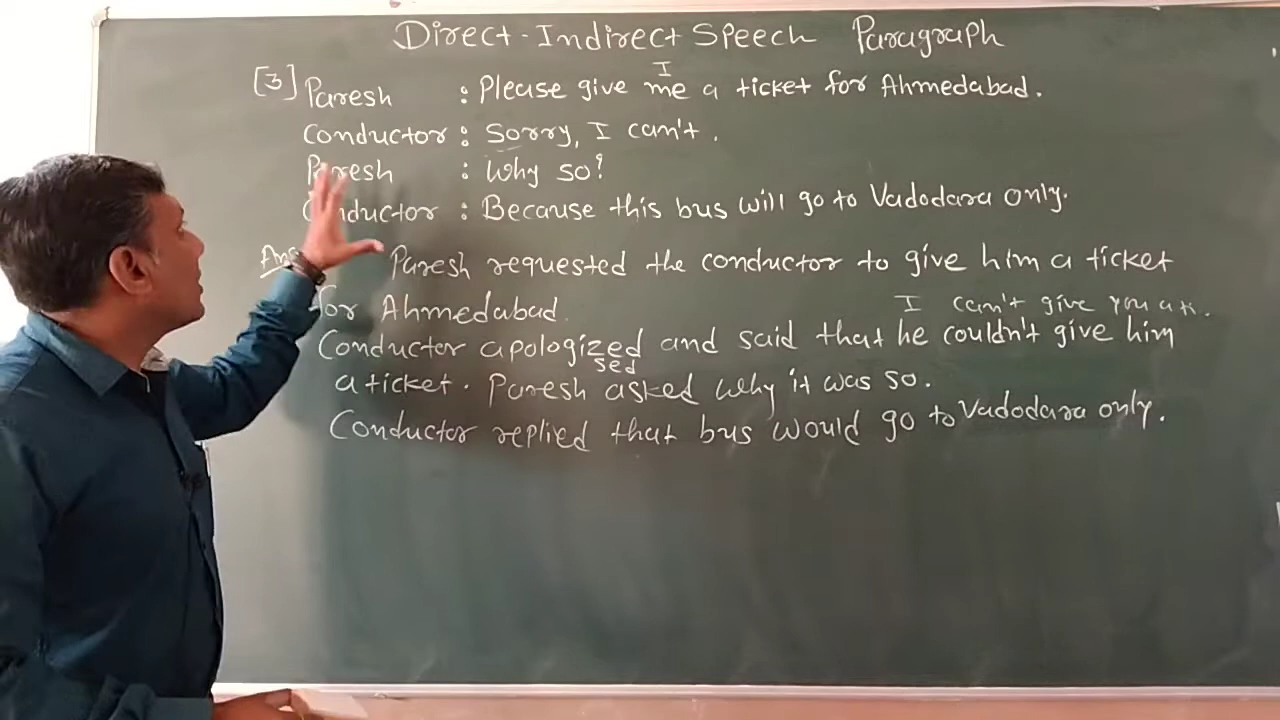 Direct-Indirect Speech Paragraph
I
[3] Paresh : Please give me a ticket for Ahmedabad.
Conductor : Sorry, I can't.
Paresh : Why so?
Conductor : Because this bus will go to Vadodara only.
Ans Paresh requested the conductor to give him a ticket
for Ahmedabad.
I can't give you a ti.
Conductor apologized and said that he couldn't give him
sed
a ticket. Paresh asked why it was so.
Conductor replied that bus would go to Vadodara only.